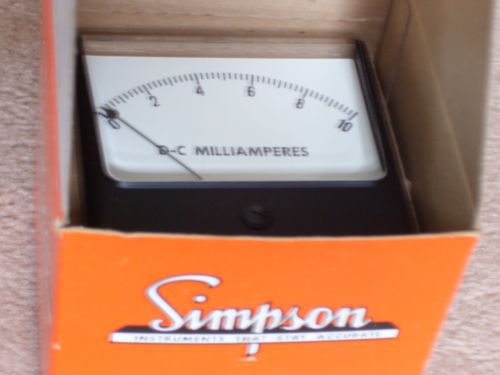 0 2 4 6 8 10
D-C MILLIAMPERES
Simpson
INSTRUMENTS THAT STAY ACCURATE